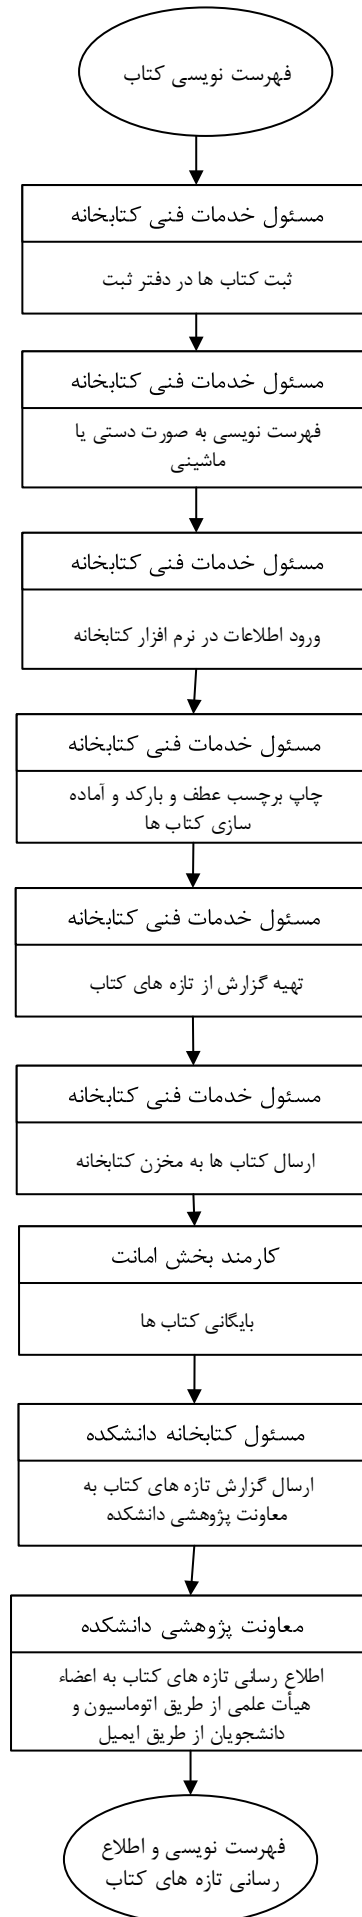 فهرست نویسی کتاب
مسئول خدمات فنی کتابخانه
ثبت کتاب ها در دفتر ثبت
مسئول خدمات فنی کتابخانه
فهرست نویسی به صورت دستی یا
ماشینی
مسئول خدمات فنی کتابخانه
ورود اطلاعات در نرم افزار کتابخانه
مسئول خدمات فنی کتابخانه
چاپ برچسب عطف و بارکد و آماده
سازی کتاب ها
مسئول خدمات فنی کتابخانه
تهیه گزارش از تازه های کتاب
مسئول خدمات فنی کتابخانه
ارسال کتاب ها به مخزن کتابخانه
کارمند بخش امانت
بایگانی کتاب ها
مسئول کتابخانه دانشکده
ارسال گزارش تازه های کتاب به
معاونت پژوهشی دانشکده
معاونت پژوهشی دانشکده
اطلاع رسانی تازه های کتاب به اعضاء
هیأت علمی از طریق اتوماسیون و
دانشجویان از طریق ایمیل
فهرست نویسی و اطلاع
رسانی تازه های کتاب